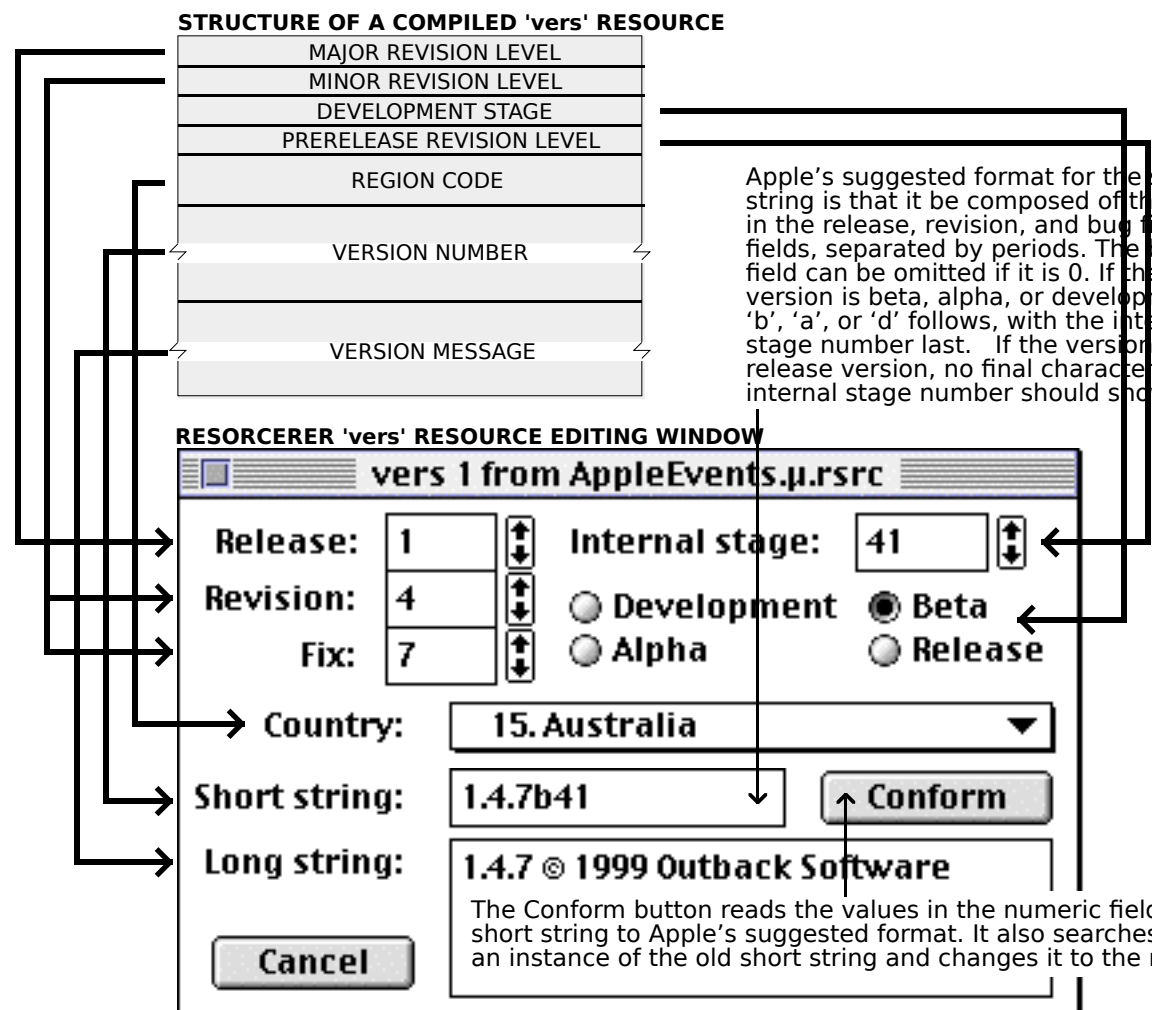 STRUCTURE OF A COMPILED 'vers' RESOURCE
MAJOR REVISION LEVEL
MINOR REVISION LEVEL
DEVELOPMENT STAGE
PRERELEASE REVISION LEVEL
REGION CODE
VERSION NUMBER
VERSION MESSAGE
Apple’s suggested format for the
string is that it be composed of
in the release, revision, and bug
fields, separated by periods. The
field can be omitted if it is 0. If the
version is beta, alpha, or develop
‘b’, ‘a’, or ‘d’ follows, with the
stage number last. If the version
release version, no final
internal stage number should
RESORCERER 'vers' RESOURCE EDITING WINDOW
vers 1 from AppleEvents.µ.rsrc
Release: 1 Internal stage: 41
Revision: 4 Development Beta
Fix: 7 Alpha Release
Country: 15. Australia
Short string: 1.4.7b41 Conform
Long string: 1.4.7 © 1999 Outback Software
The Conform button reads the values in the numeric
short string to Apple’s suggested format. It also searches
an instance of the old short string and changes it to the
Cancel